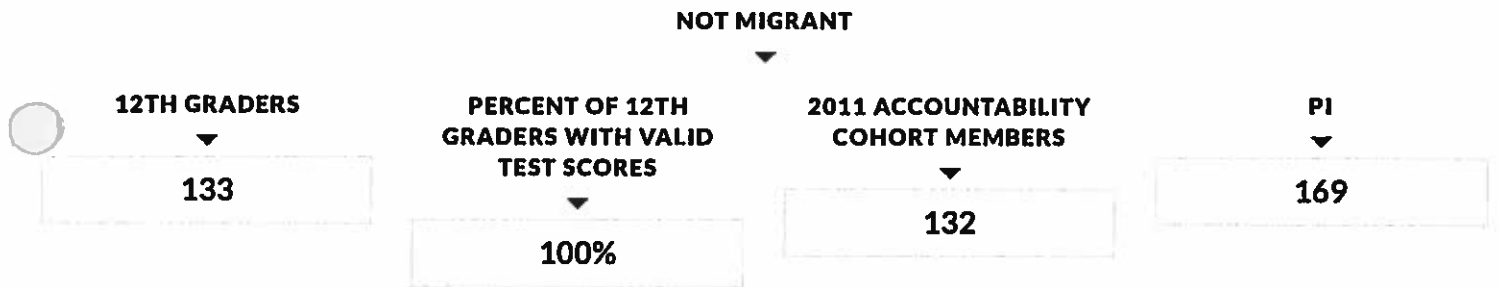 NOT MIGRANT
12TH GRADERS
133
PERCENT OF 12TH
GRADERS WITH VALID
TEST SCORES
100%
2011 ACCOUNTABILITY
COHORT MEMBERS
132
PI
169